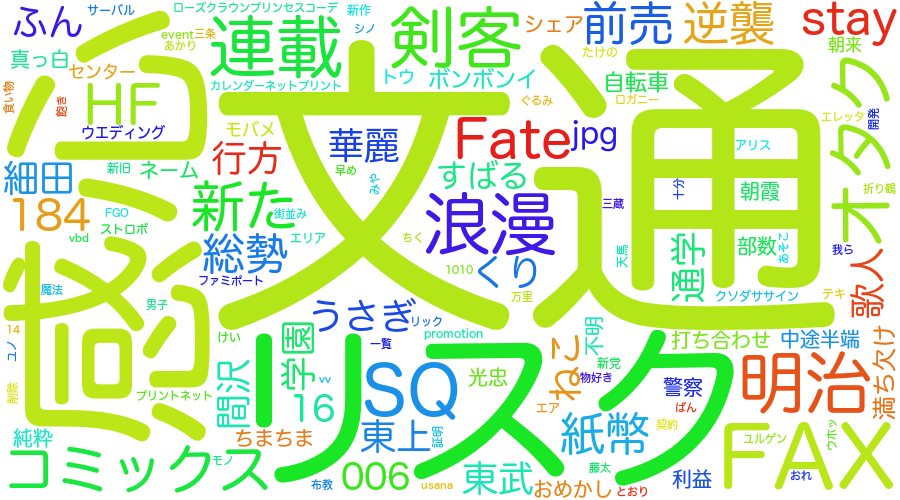 ふん
サーバル
ローズクラウンプリンセスコーデ
新作
シェア
前売
逆襲
stay
連載
剣客
event
三条
あかり
シノ
たけの
朝来
真っ白
センター
カレンダーネットプリント
トウ
ボンボンイ
自転車
オタク
食い物
飽き
HF
ウエディング
モバメ
文通
ぐるみ
ロガニー
エレッタ
開発
Fate
jpg
華麗
行方
早め
みや
すばる
アリス
細田
新旧
ネーム
新た
街並み
浪漫
三蔵
十分
朝霞
折り鶴
184
FGO
ストロボ
vbd
総勢
エリア
ちく
くり
天馬
通学
部数
あそこ
我ら
歌人
ファミポート
1010
万里
クソダササイン
テキ
魔法
男子
うさぎ
リック
14
ユノ
けい
学園
一覧
promotion
ねこ
不明
打ち合わせ
中途半端
満ち欠け
新党
ユルゲン
削除
プリントネット
間沢
リスク
vv
SQ
光忠
物好き
警察
明治
16
エア
ぱん
契約
ウボッ
おれ
純粋
ちまちま
東上
証明
紙幣
FAX
コミックス
モノ
布教
006
usana
東武
藤太
おめかし
とおり
利益